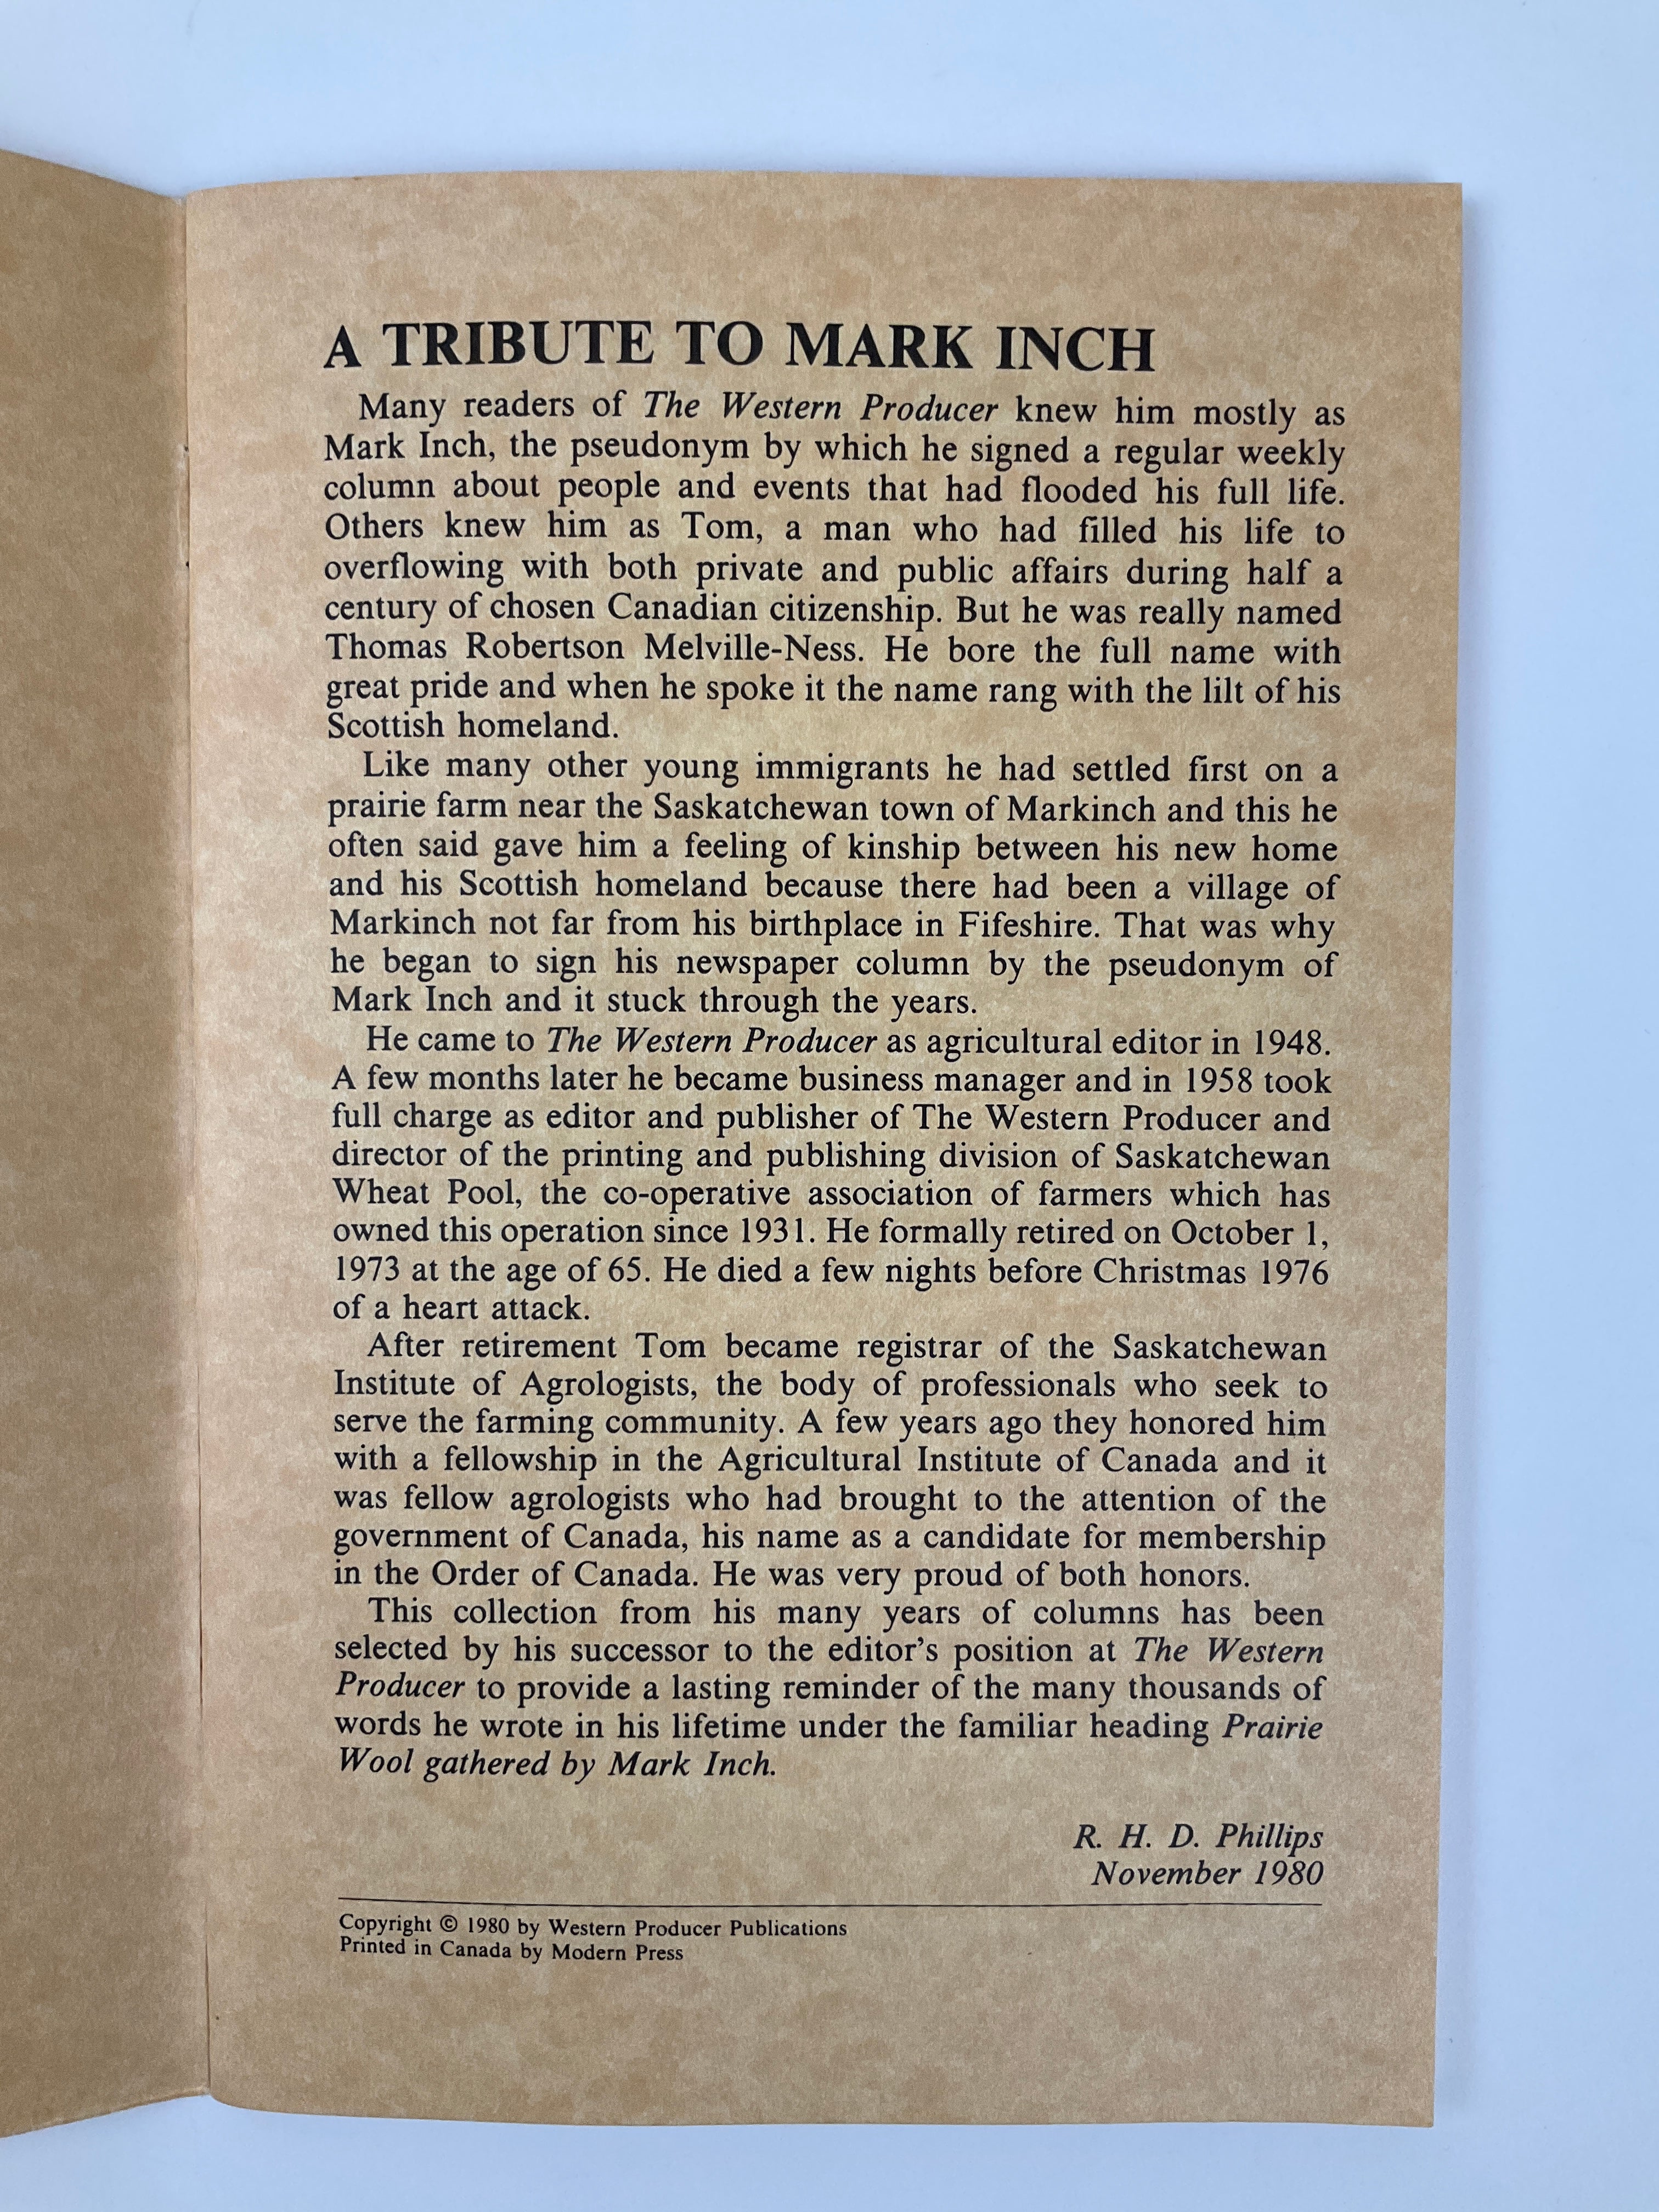 A TRIBUTE TO MARK INCH
Many readers of The Western Producer knew him mostly as
Mark Inch, the pseudonym by which he signed a regular weekly
column about people and events that had flooded his full life.
Others knew him as Tom, a man who had filled his life to
overflowing with both private and public affairs during half a
century of chosen Canadian citizenship. But he was really named
Thomas Robertson Melville-Ness. He bore the full name with
great pride and when he spoke it the name rang with the lilt of his
Scottish homeland.
Like many other young immigrants he had settled first on a
prairie farm near the Saskatchewan town of Markinch and this he
often said gave him a feeling of kinship between his new home
and his Scottish homeland because there had been a village of
Markinch not far from his birthplace in Fifeshire. That was why
he began to sign his newspaper column by the pseudonym of
Mark Inch and it stuck through the years.
He came to The Western Producer as agricultural editor in 1948.
A few months later he became business manager and in 1958 took
full charge as editor and publisher of The Western Producer and
director of the printing and publishing division of Saskatchewan
Wheat Pool, the co-operative association of farmers which has
owned this operation since 1931. He formally retired on October 1,
1973 at the age of 65. He died a few nights before Christmas 1976
of a heart attack.
After retirement Tom became registrar of the Saskatchewan
Institute of Agrologists, the body of professionals who seek to
serve the farming community. A few years ago they honored him
with a fellowship in the Agricultural Institute of Canada and it
was fellow agrologists who had brought to the attention of the
government of Canada, his name as a candidate for membership
in the Order of Canada. He was very proud of both honors.
This collection from his many years of columns has been
selected by his successor to the editor's position at The Western
Producer to provide a lasting reminder of the many thousands of
words he wrote in his lifetime under the familiar heading Prairie
Wool gathered by Mark Inch.
R. H. D. Phillips
November 1980
Copyright © 1980 by Western Producer Publications
Printed in Canada by Modern Press